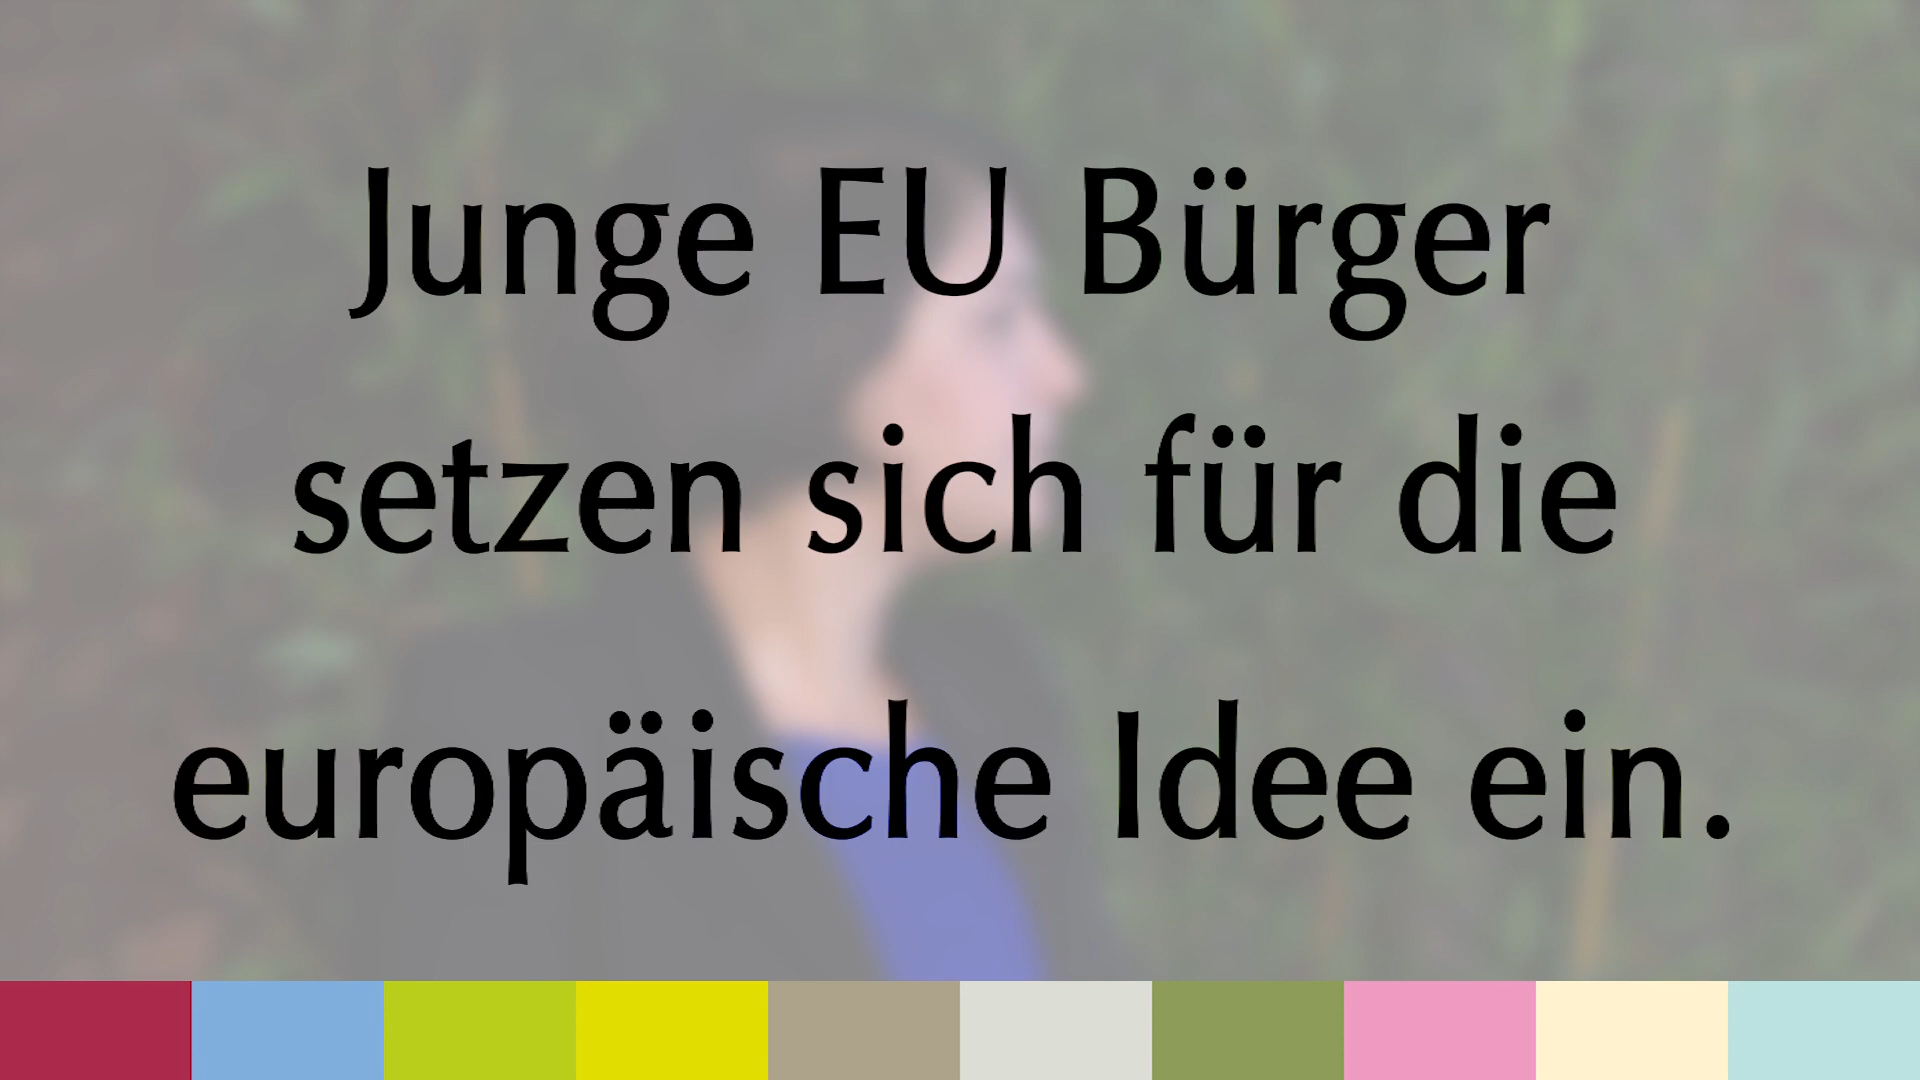 Junge EU Bürger
setzen sich für die
europäische Idee ein.